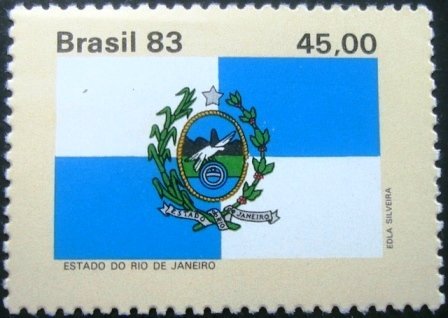 Brasil 83 45,00
ESTADO DO RIO DE JANEIRO
EDLA SILVEIRA